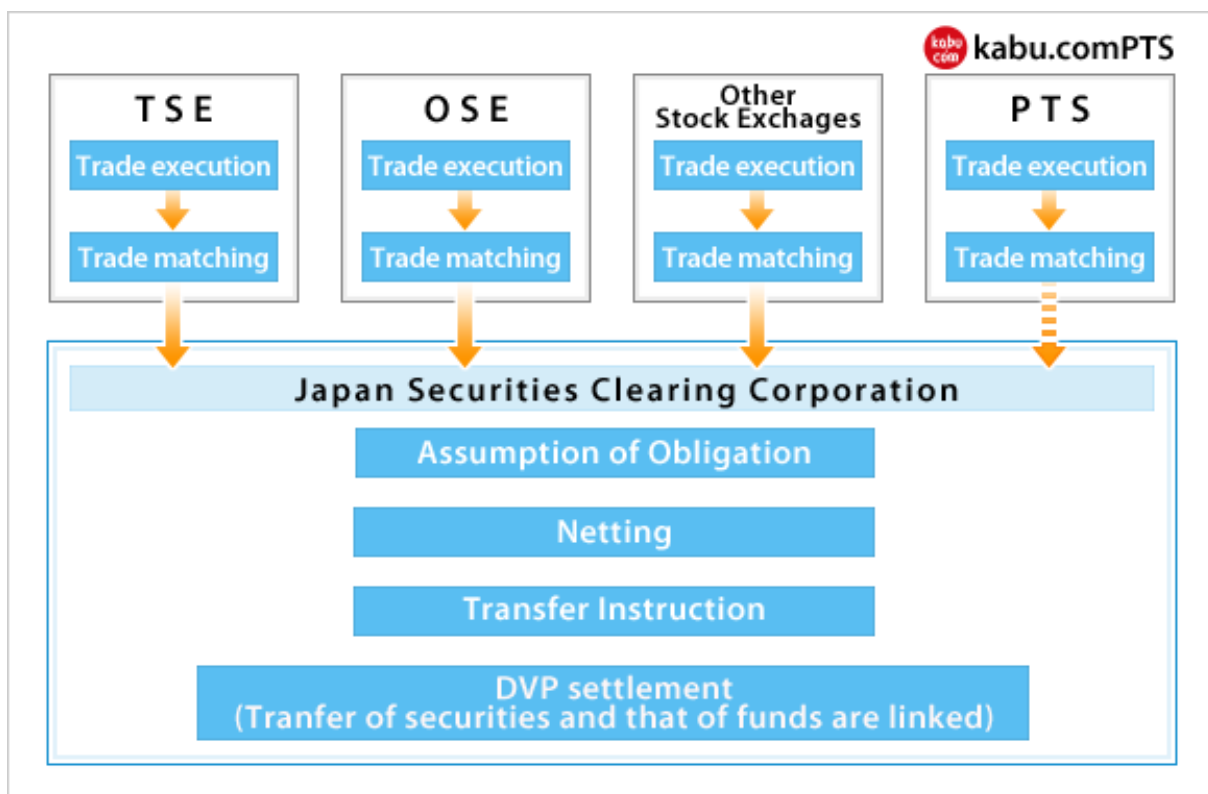 kabu
com
kabu.comPTS
TSE
Trade execution
Trade matching
OSE
Trade execution
Trade matching
Other
Stock Exchages
Trade execution
Trade matching
PTS
Trade execution
Trade matching
Japan Securities Clearing Corporation
Assumption of Obligation
Netting
Transfer Instruction
DVP settlement
(Tranfer of securities and that of funds are linked)